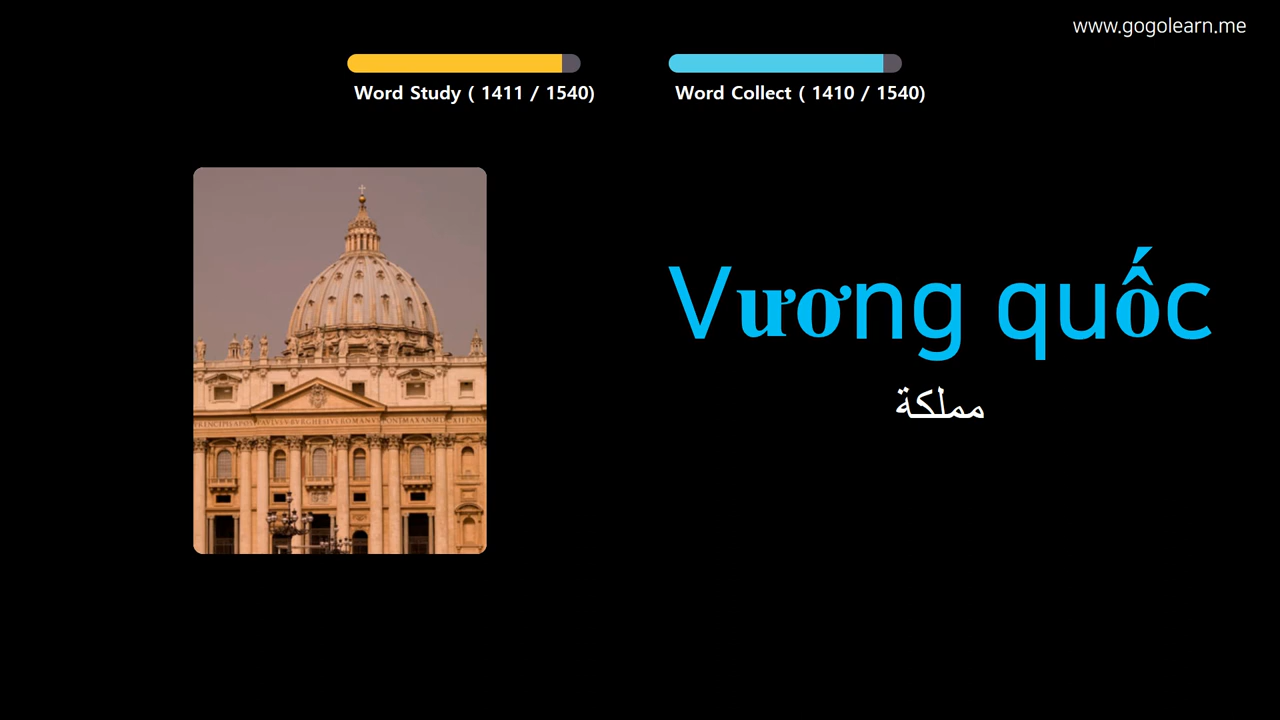 www.gogolearn.me
Word Study ( 1411 / 1540)
Word Collect ( 1410 / 1540)
Vương quốc
مملكة